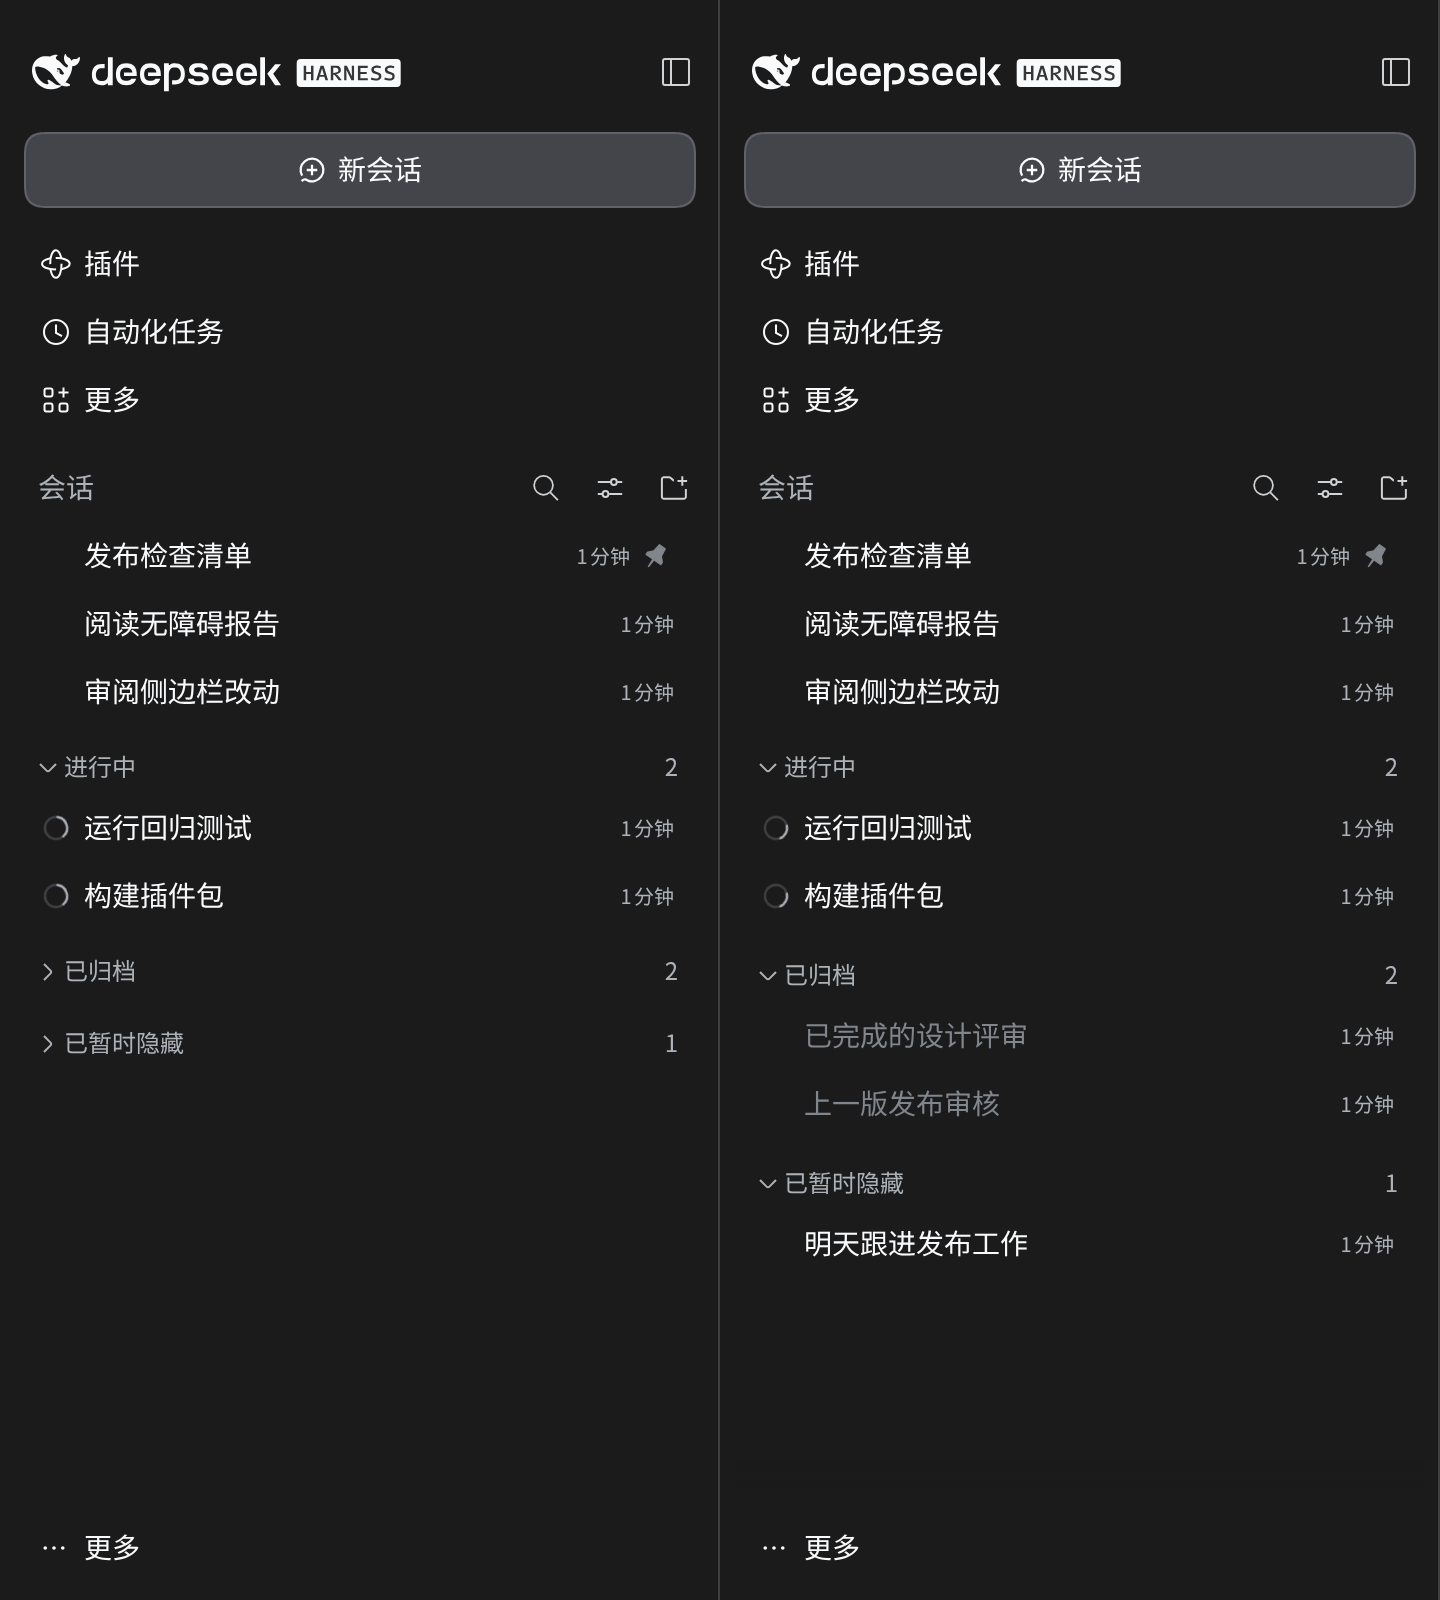 deepseek HARNESS
新会话
插件
自动化任务
更多
会话
发布检查清单 1分钟
阅读无障碍报告 1分钟
审阅侧边栏改动 1分钟
进行中 2
运行回归测试 1分钟
构建插件包 1分钟
已归档 2
已暂时隐藏 1
··· 更多
deepseek HARNESS
新会话
插件
自动化任务
更多
会话
发布检查清单 1分钟
阅读无障碍报告 1分钟
审阅侧边栏改动 1分钟
进行中 2
运行回归测试 1分钟
构建插件包 1分钟
已归档 2
已完成的设计评审 1分钟
上一版发布审核 1分钟
已暂时隐藏 1
明天跟进发布工作 1分钟
··· 更多